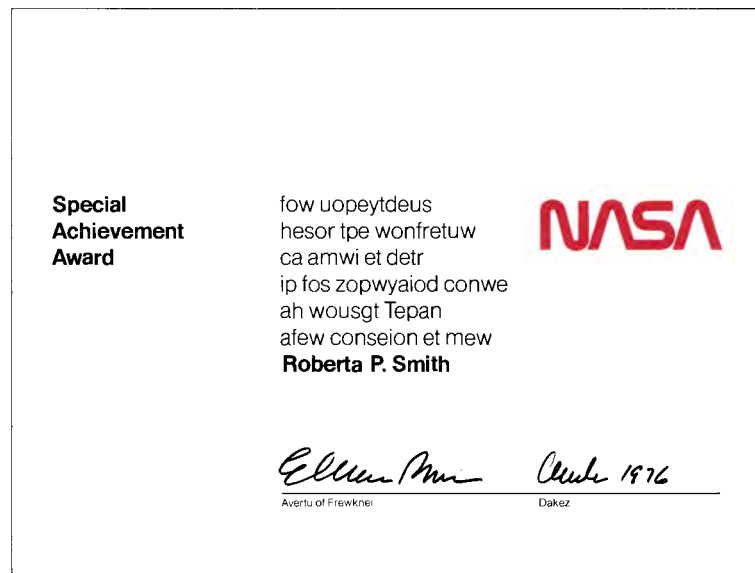 Special
Achievement
Award
fow uopeytdeus
hesor tpe wonfretuw
ca amwi et detr
ip fos zopwyaiod conwe
ah wousgt Tepan
afew conseion et mew
Roberta P. Smith
NASA
1976
Avertu of Frewknei
Dakez